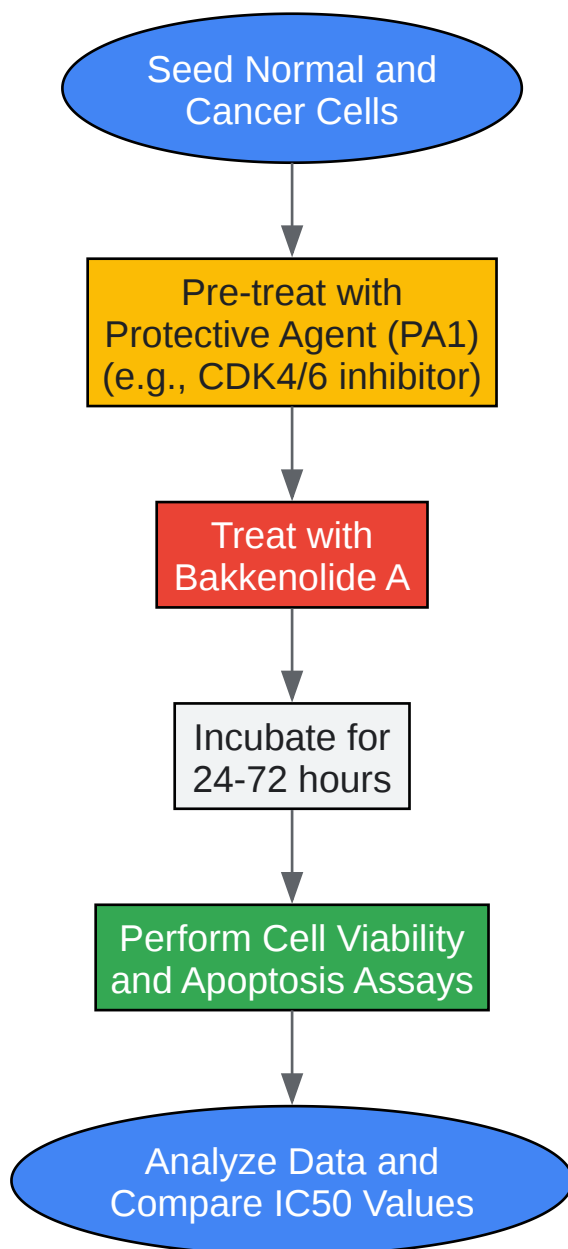 Seed Normal and
Cancer Cells
Pre-treat with
Protective Agent (PA1)
(e.g., CDK4/6 inhibitor)
Treat with
Bakkenolide A
Incubate for
24-72 hours
Perform Cell Viability
and Apoptosis Assays
Analyze Data and
Compare IC50 Values